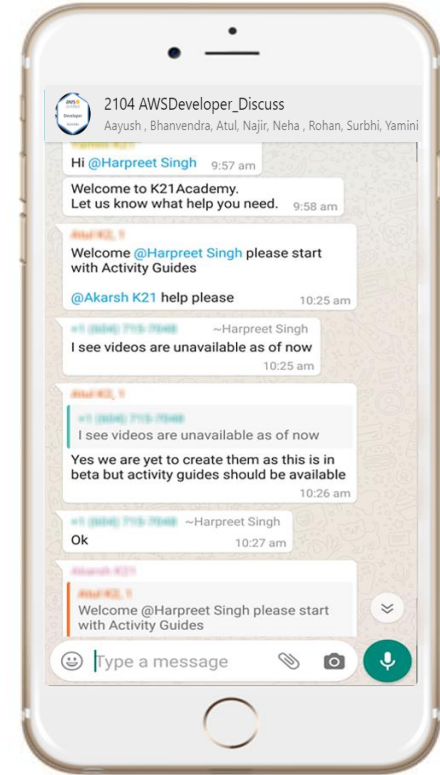 2104 AWSDeveloper_Discuss
Aayush , Bhanvendra, Atul, Najir, Neha , Rohan, Surbhi, Yamini
Hi @Harpreet Singh 9:57 am
Welcome to K21Academy.
Let us know what help you need. 9:58 am
Welcome @Harpreet Singh please start
with Activity Guides
@Akarsh K21 help please 10:25 am
~Harpreet Singh
I see videos are unavailable as of now
10:25 am
I see videos are unavailable as of now
Yes we are yet to create them as this is in
beta but activity guides should be available
10:26 am
~Harpreet Singh
Ok 10:27 am
Welcome @Harpreet Singh please start
with Activity Guides
Type a message